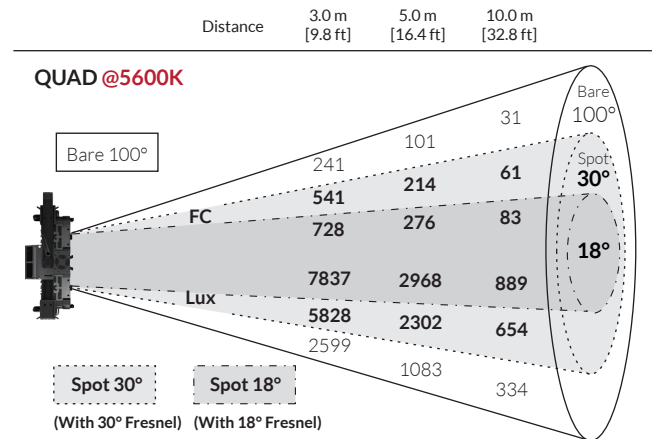 Distance 3.0 m 5.0 m 10.0 m
[9.8 ft] [16.4 ft] [32.8 ft]
QUAD @5600K
Bare
100°
31
Bare 100°
101
241
Spot
30°
61
214
541
FC
83
276
728
18°
7837 2968 889
Lux
5828 2302 654
2599
1083
334
Spot 30° Spot 18°
(With 30° Fresnel) (With 18° Fresnel)